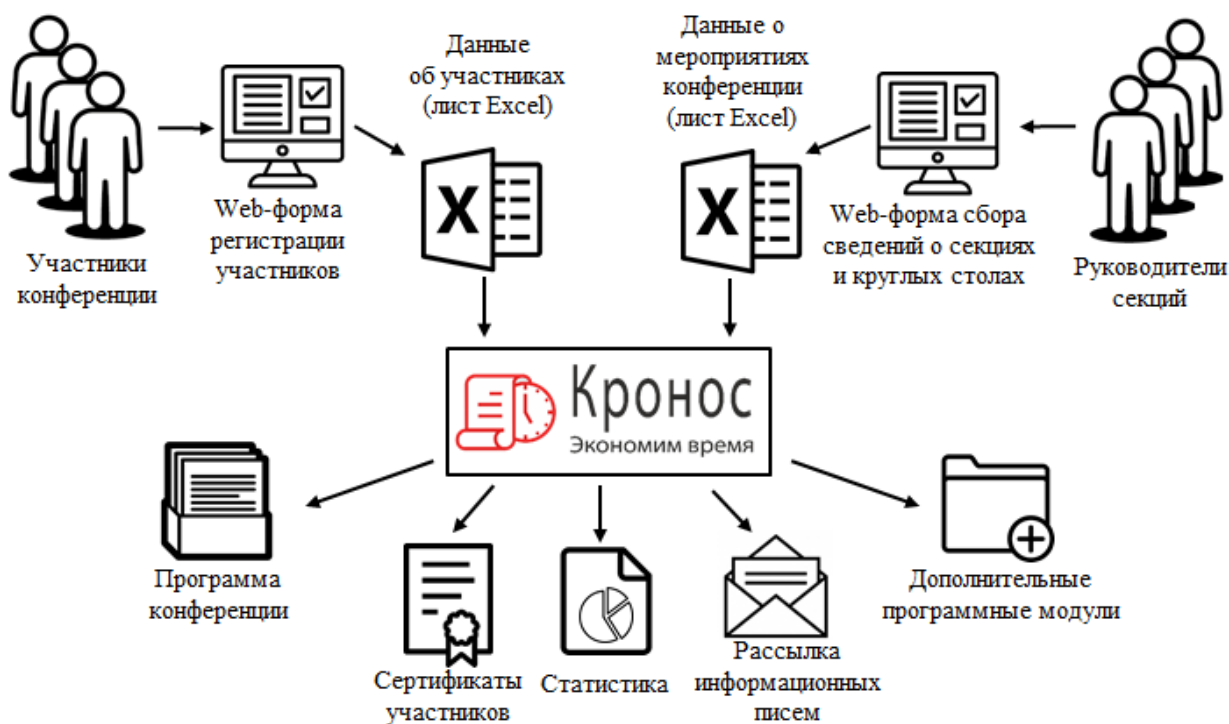 Данные
об участниках
(лист Excel)
Данные о
мероприятиях
конференции
(лист Excel)
X
X
Участники
конференции
Web-форма
регистрации
участников
Web-форма сбора
сведений о секциях
и круглых столах
Руководители
секций
Кронос
Экономим время
Программа
конференции
Сертификаты
участников
Статистика
Рассылка
информационных
писем
Дополнительные
программные модули